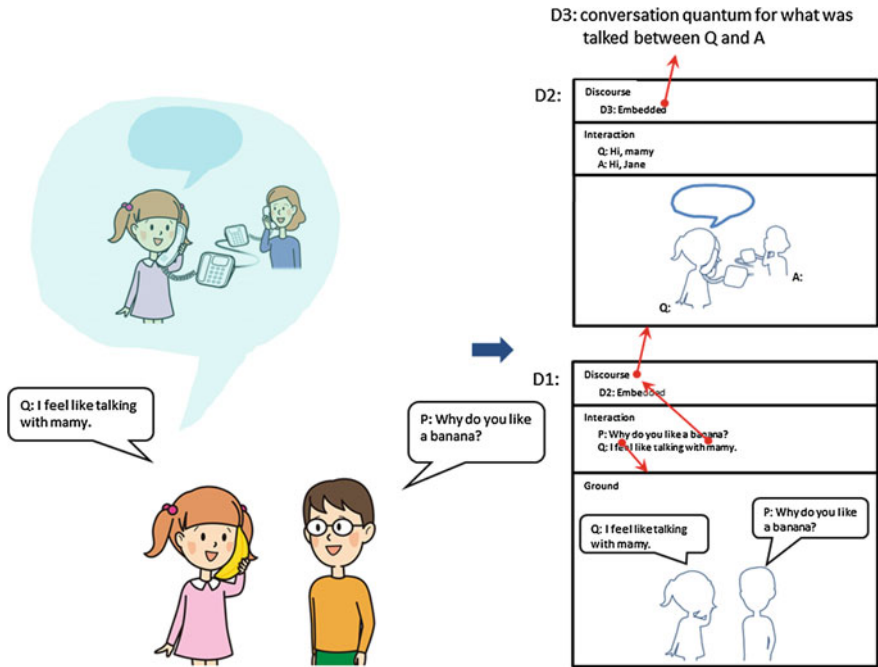 D3: conversation quantum for what was
talked between Q and A
D2:
Discourse
D3: Embedded
Interaction
Q: Hi, mamy
A: Hi, Jane
A:
Q:
Q: I feel like talking
with mamy.
P: Why do you like
a banana?
D1:
Discourse
D2: Embedded
Interaction
P: Why do you like a banana?
Q: I feel like talking with mamy.
Ground
Q: I feel like talking
with mamy.
P: Why do you like
a banana?